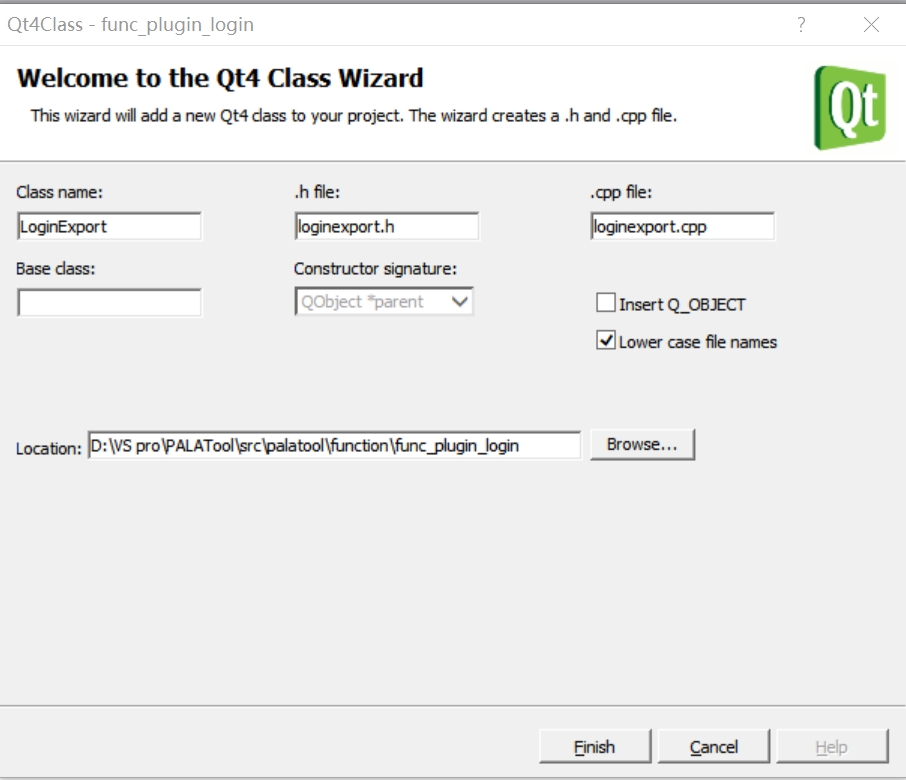 Qt4Class - func_plugin_login
?
Welcome to the Qt4 Class Wizard
This wizard will add a new Qt4 class to your project. The wizard creates a .h and .cpp file.
Qt
Class name: .h file: .cpp file:
LoginExport loginexport.h loginexport.cpp
Base class: Constructor signature:
QObject *parent Insert Q_OBJECT
Lower case file names
Location: D:\VS pro\PALATool\src\palatool\function\func_plugin_login Browse...
Finish Cancel Help